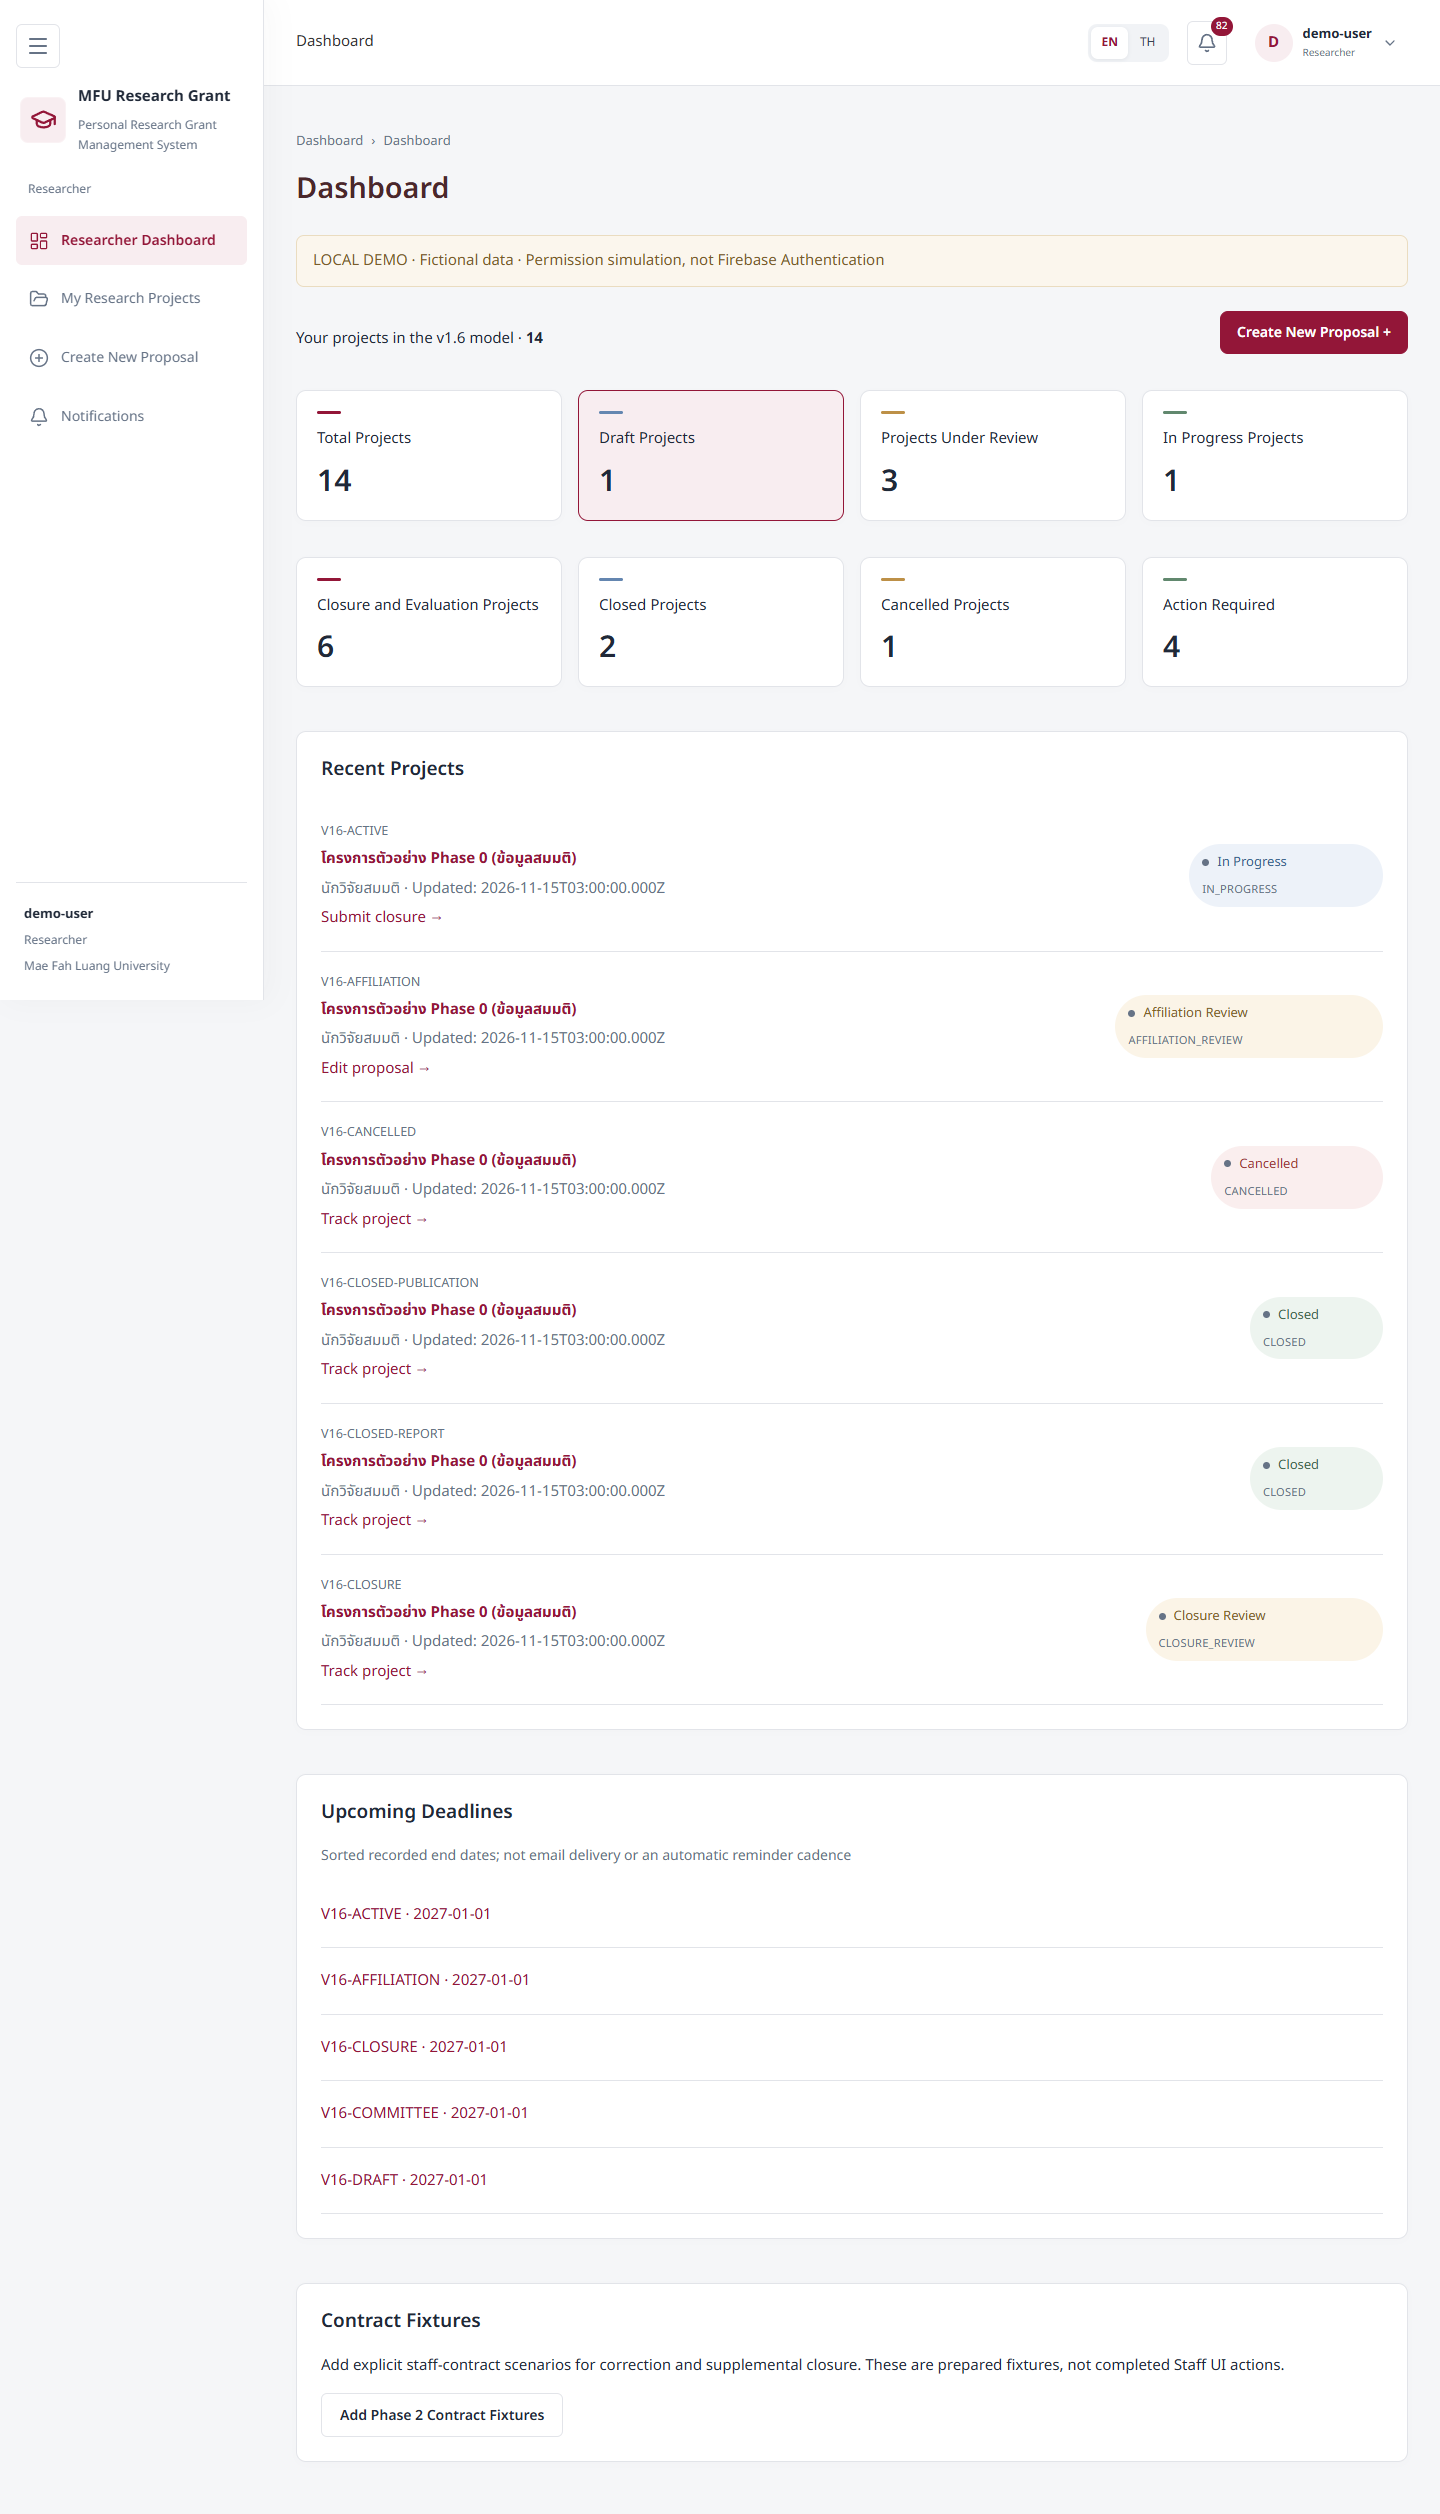 MFU Research Grant
Personal Research Grant
Management System
Researcher
Researcher Dashboard
My Research Projects
Create New Proposal
Notifications
demo-user
Researcher
Mae Fah Luang University
Dashboard
EN
TH
82
D
demo-user
Researcher
Dashboard › Dashboard
Dashboard
LOCAL DEMO · Fictional data · Permission simulation, not Firebase Authentication
Your projects in the v1.6 model · 14
Create New Proposal +
Total Projects
14
Draft Projects
1
Projects Under Review
3
In Progress Projects
1
Closure and Evaluation Projects
6
Closed Projects
2
Cancelled Projects
1
Action Required
4
Recent Projects
V16-ACTIVE
โครงการตัวอย่าง Phase 0 (ข้อมูลสมมติ)
นักวิจัยสมมติ · Updated: 2026-11-15T03:00:00.000Z
Submit closure →
In Progress
IN_PROGRESS
V16-AFFILIATION
โครงการตัวอย่าง Phase 0 (ข้อมูลสมมติ)
นักวิจัยสมมติ · Updated: 2026-11-15T03:00:00.000Z
Edit proposal →
Affiliation Review
AFFILIATION_REVIEW
V16-CANCELLED
โครงการตัวอย่าง Phase 0 (ข้อมูลสมมติ)
นักวิจัยสมมติ · Updated: 2026-11-15T03:00:00.000Z
Track project →
Cancelled
CANCELLED
V16-CLOSED-PUBLICATION
โครงการตัวอย่าง Phase 0 (ข้อมูลสมมติ)
นักวิจัยสมมติ · Updated: 2026-11-15T03:00:00.000Z
Track project →
Closed
CLOSED
V16-CLOSED-REPORT
โครงการตัวอย่าง Phase 0 (ข้อมูลสมมติ)
นักวิจัยสมมติ · Updated: 2026-11-15T03:00:00.000Z
Track project →
Closed
CLOSED
V16-CLOSURE
โครงการตัวอย่าง Phase 0 (ข้อมูลสมมติ)
นักวิจัยสมมติ · Updated: 2026-11-15T03:00:00.000Z
Track project →
Closure Review
CLOSURE_REVIEW
Upcoming Deadlines
Sorted recorded end dates; not email delivery or an automatic reminder cadence
V16-ACTIVE · 2027-01-01
V16-AFFILIATION · 2027-01-01
V16-CLOSURE · 2027-01-01
V16-COMMITTEE · 2027-01-01
V16-DRAFT · 2027-01-01
Contract Fixtures
Add explicit staff-contract scenarios for correction and supplemental closure. These are prepared fixtures, not completed Staff UI actions.
Add Phase 2 Contract Fixtures